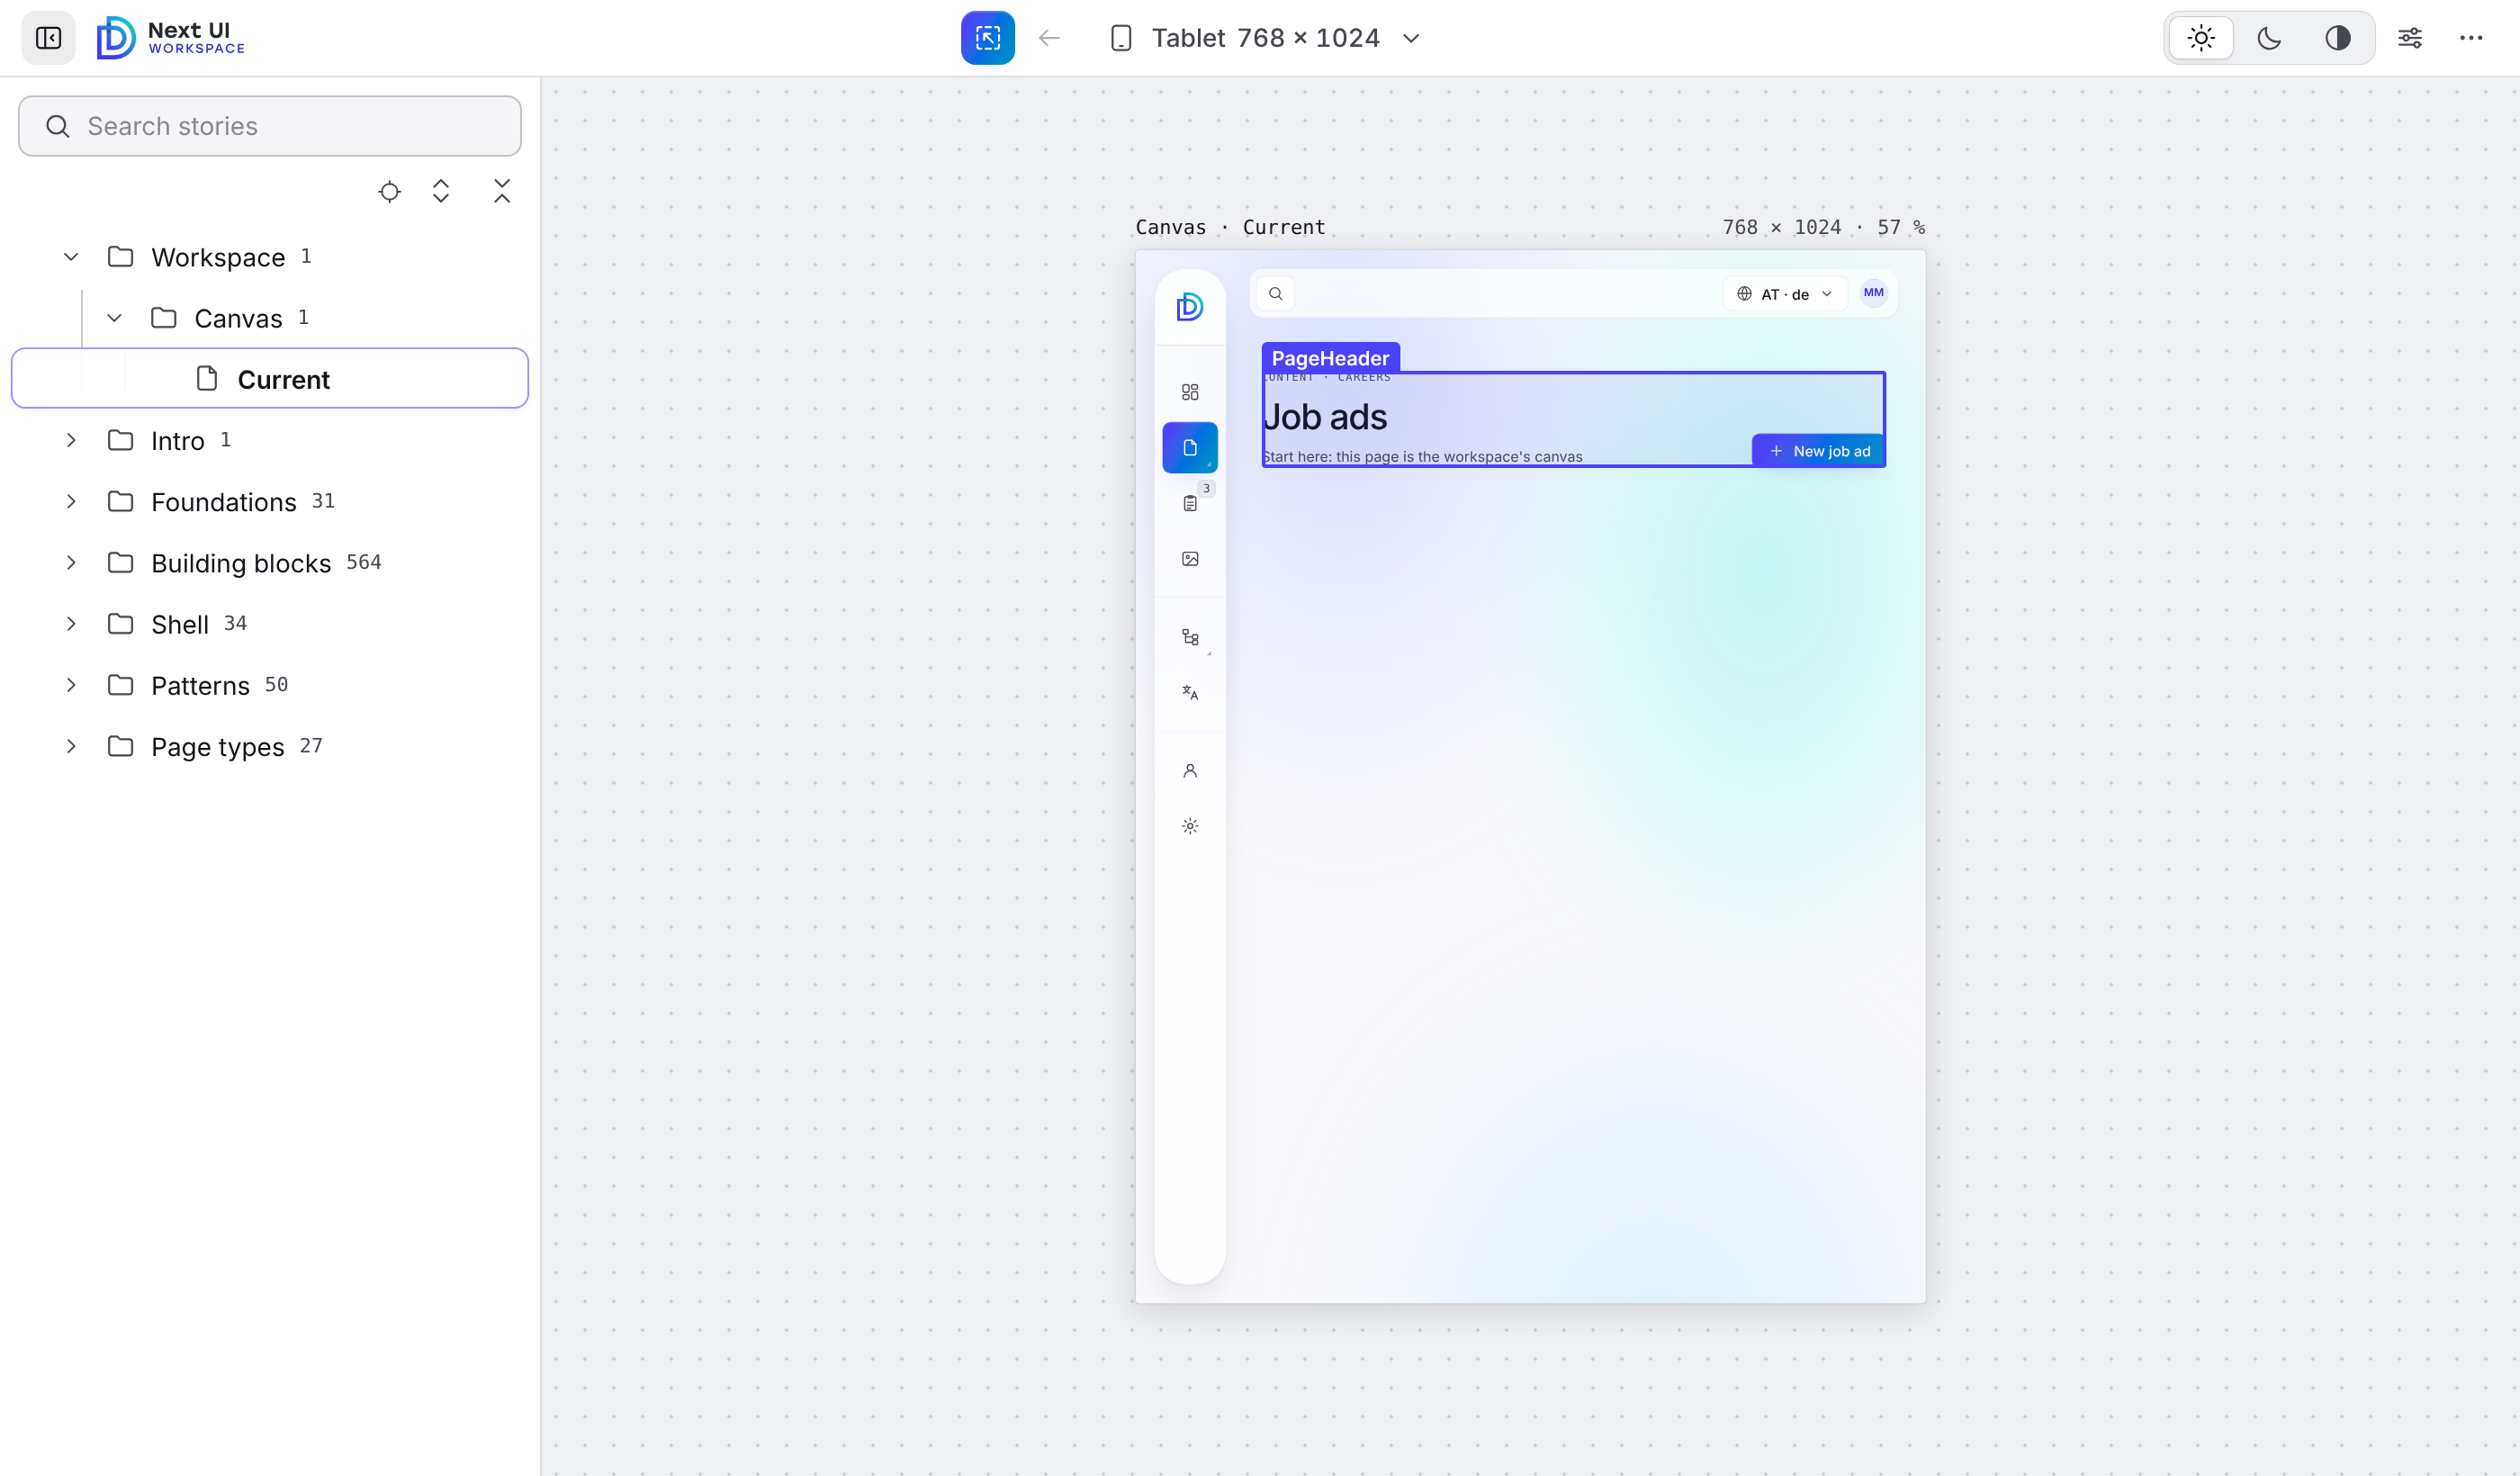 Next UI
WORKSPACE
Tablet 768 × 1024
Search stories
Workspace 1
Canvas 1
Current
Intro 1
Foundations 31
Building blocks 564
Shell 34
Patterns 50
Page types 27
Canvas · Current
768 × 1024 · 57 %
AT · de
MM
PageHeader
CONTENT · CAREERS
Job ads
Start here: this page is the workspace's canvas
New job ad
3